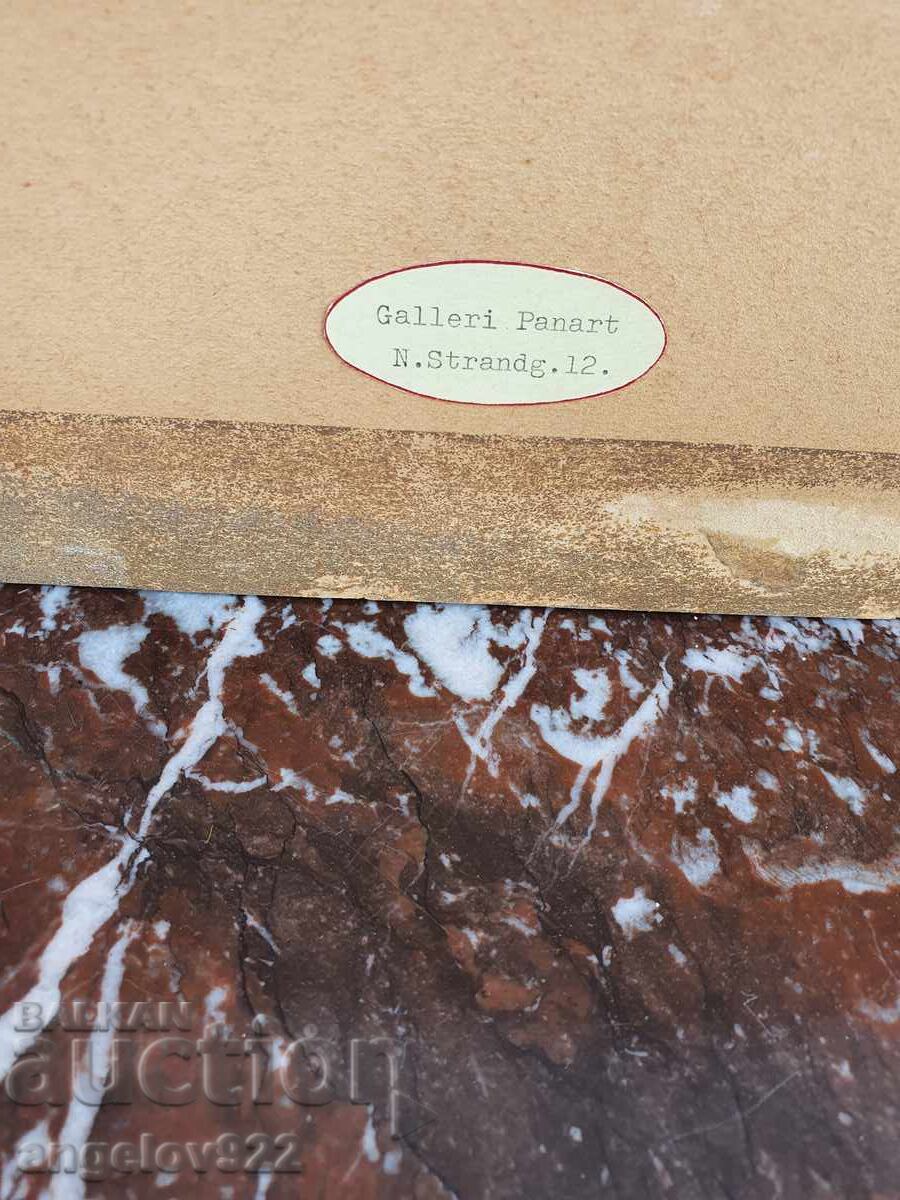 Galleri Panart
N.Strandg.12.
BALKAN
auction
angelov922